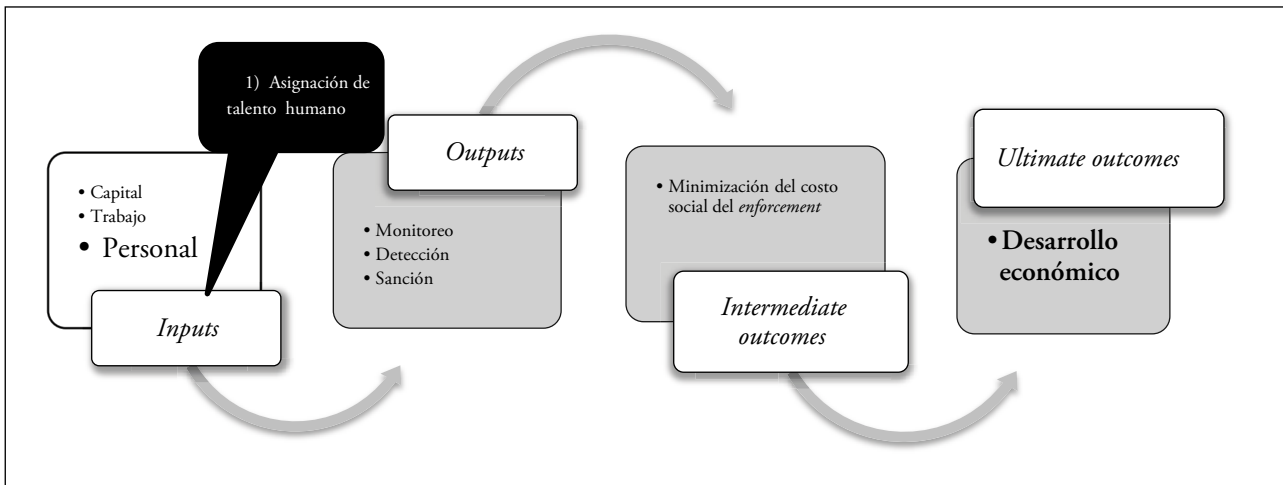 1) Asignación de
talento humano
• Capital
• Trabajo
• Personal
Inputs
Outputs
• Monitoreo
• Detección
• Sanción
• Minimización del costo
social del enforcement
Intermediate
outcomes
Ultimate outcomes
• Desarrollo
económico